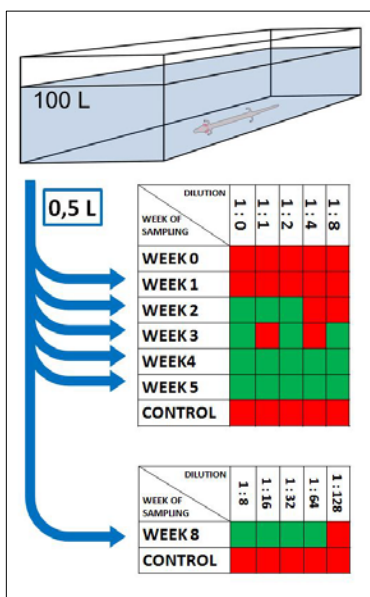 100 L
0,5 L
DILUTION
WEEK OF
SAMPLING
1:0
1:1
1:2
1:4
1:8
WEEK 0
WEEK 1
WEEK 2
WEEK 3
WEEK4
WEEK 5
CONTROL
DILUTION
WEEK OF
SAMPLING
1:8
1:16
1:32
1:64
1:128
WEEK 8
CONTROL